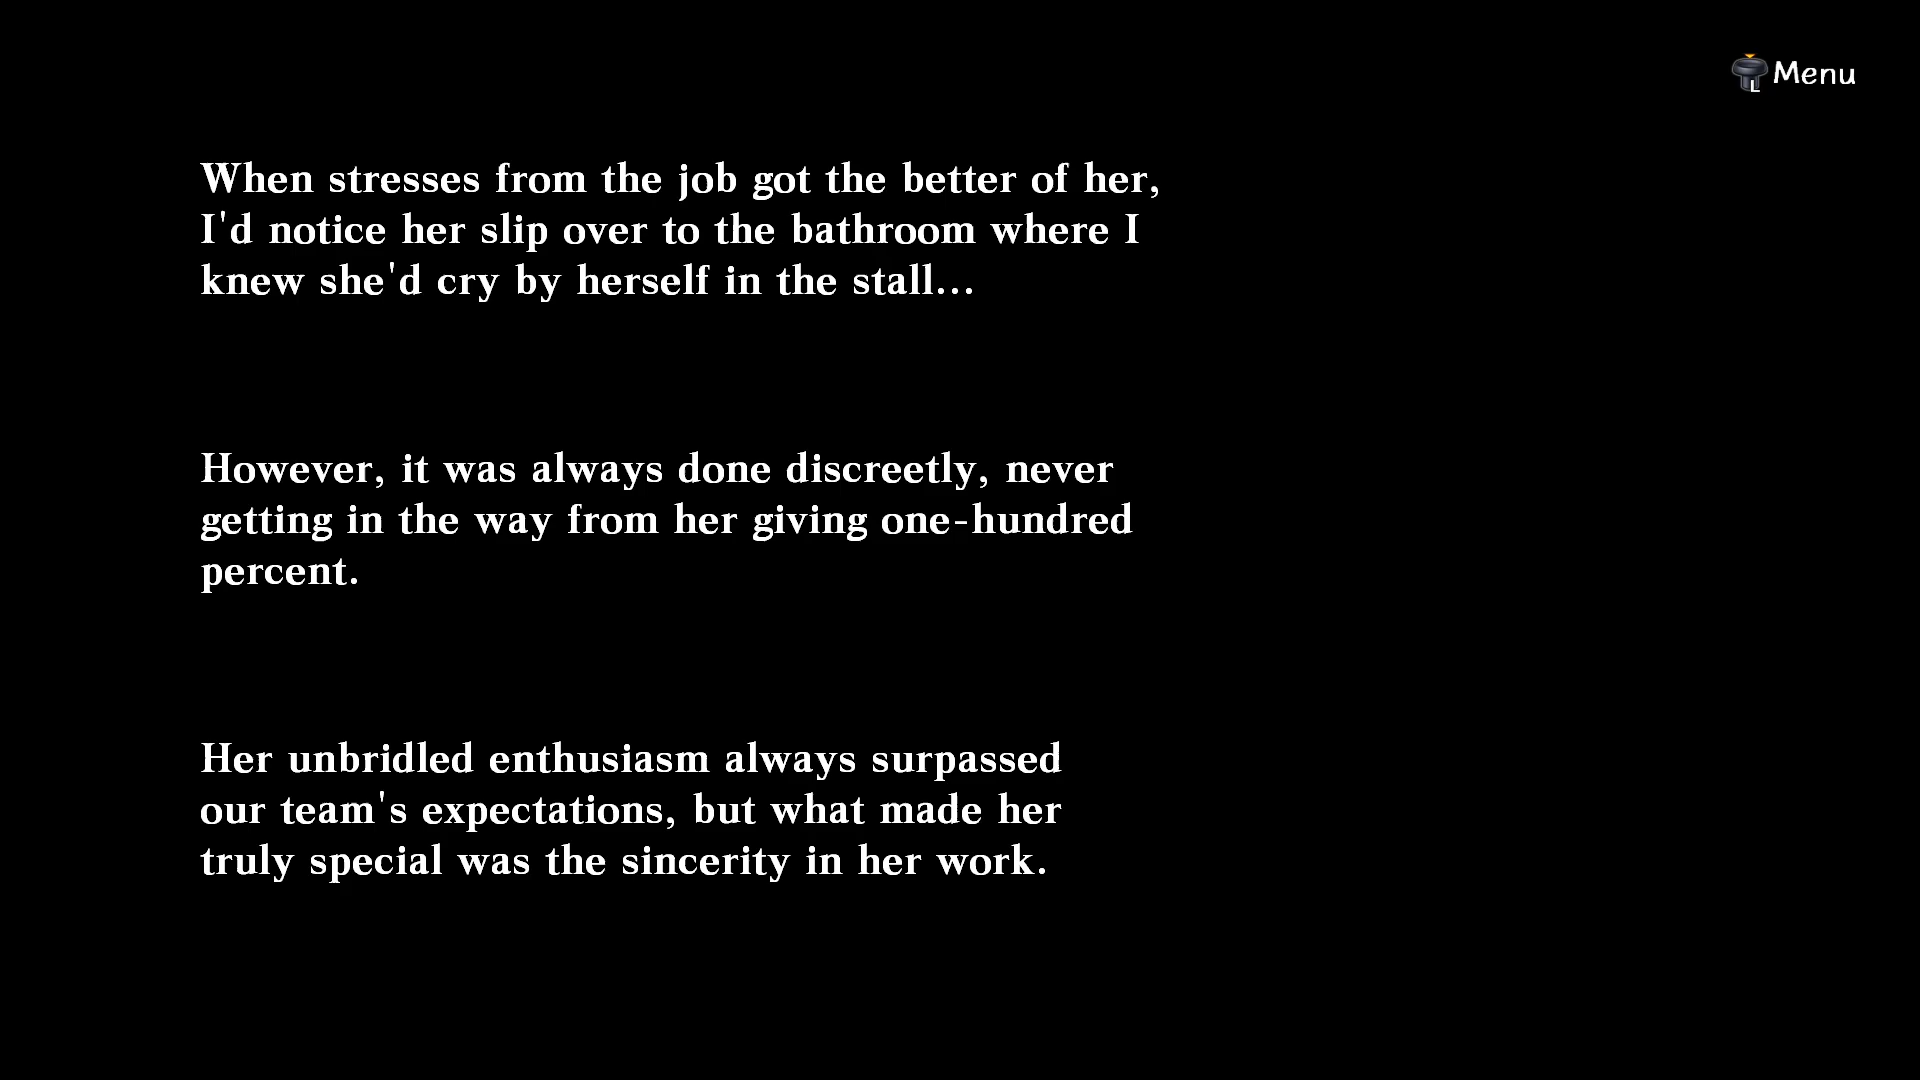 L Menu
When stresses from the job got the better of her,
I'd notice her slip over to the bathroom where I
knew she'd cry by herself in the stall...
However, it was always done discreetly, never
getting in the way from her giving one-hundred
percent.
Her unbridled enthusiasm always surpassed
our team's expectations, but what made her
truly special was the sincerity in her work.